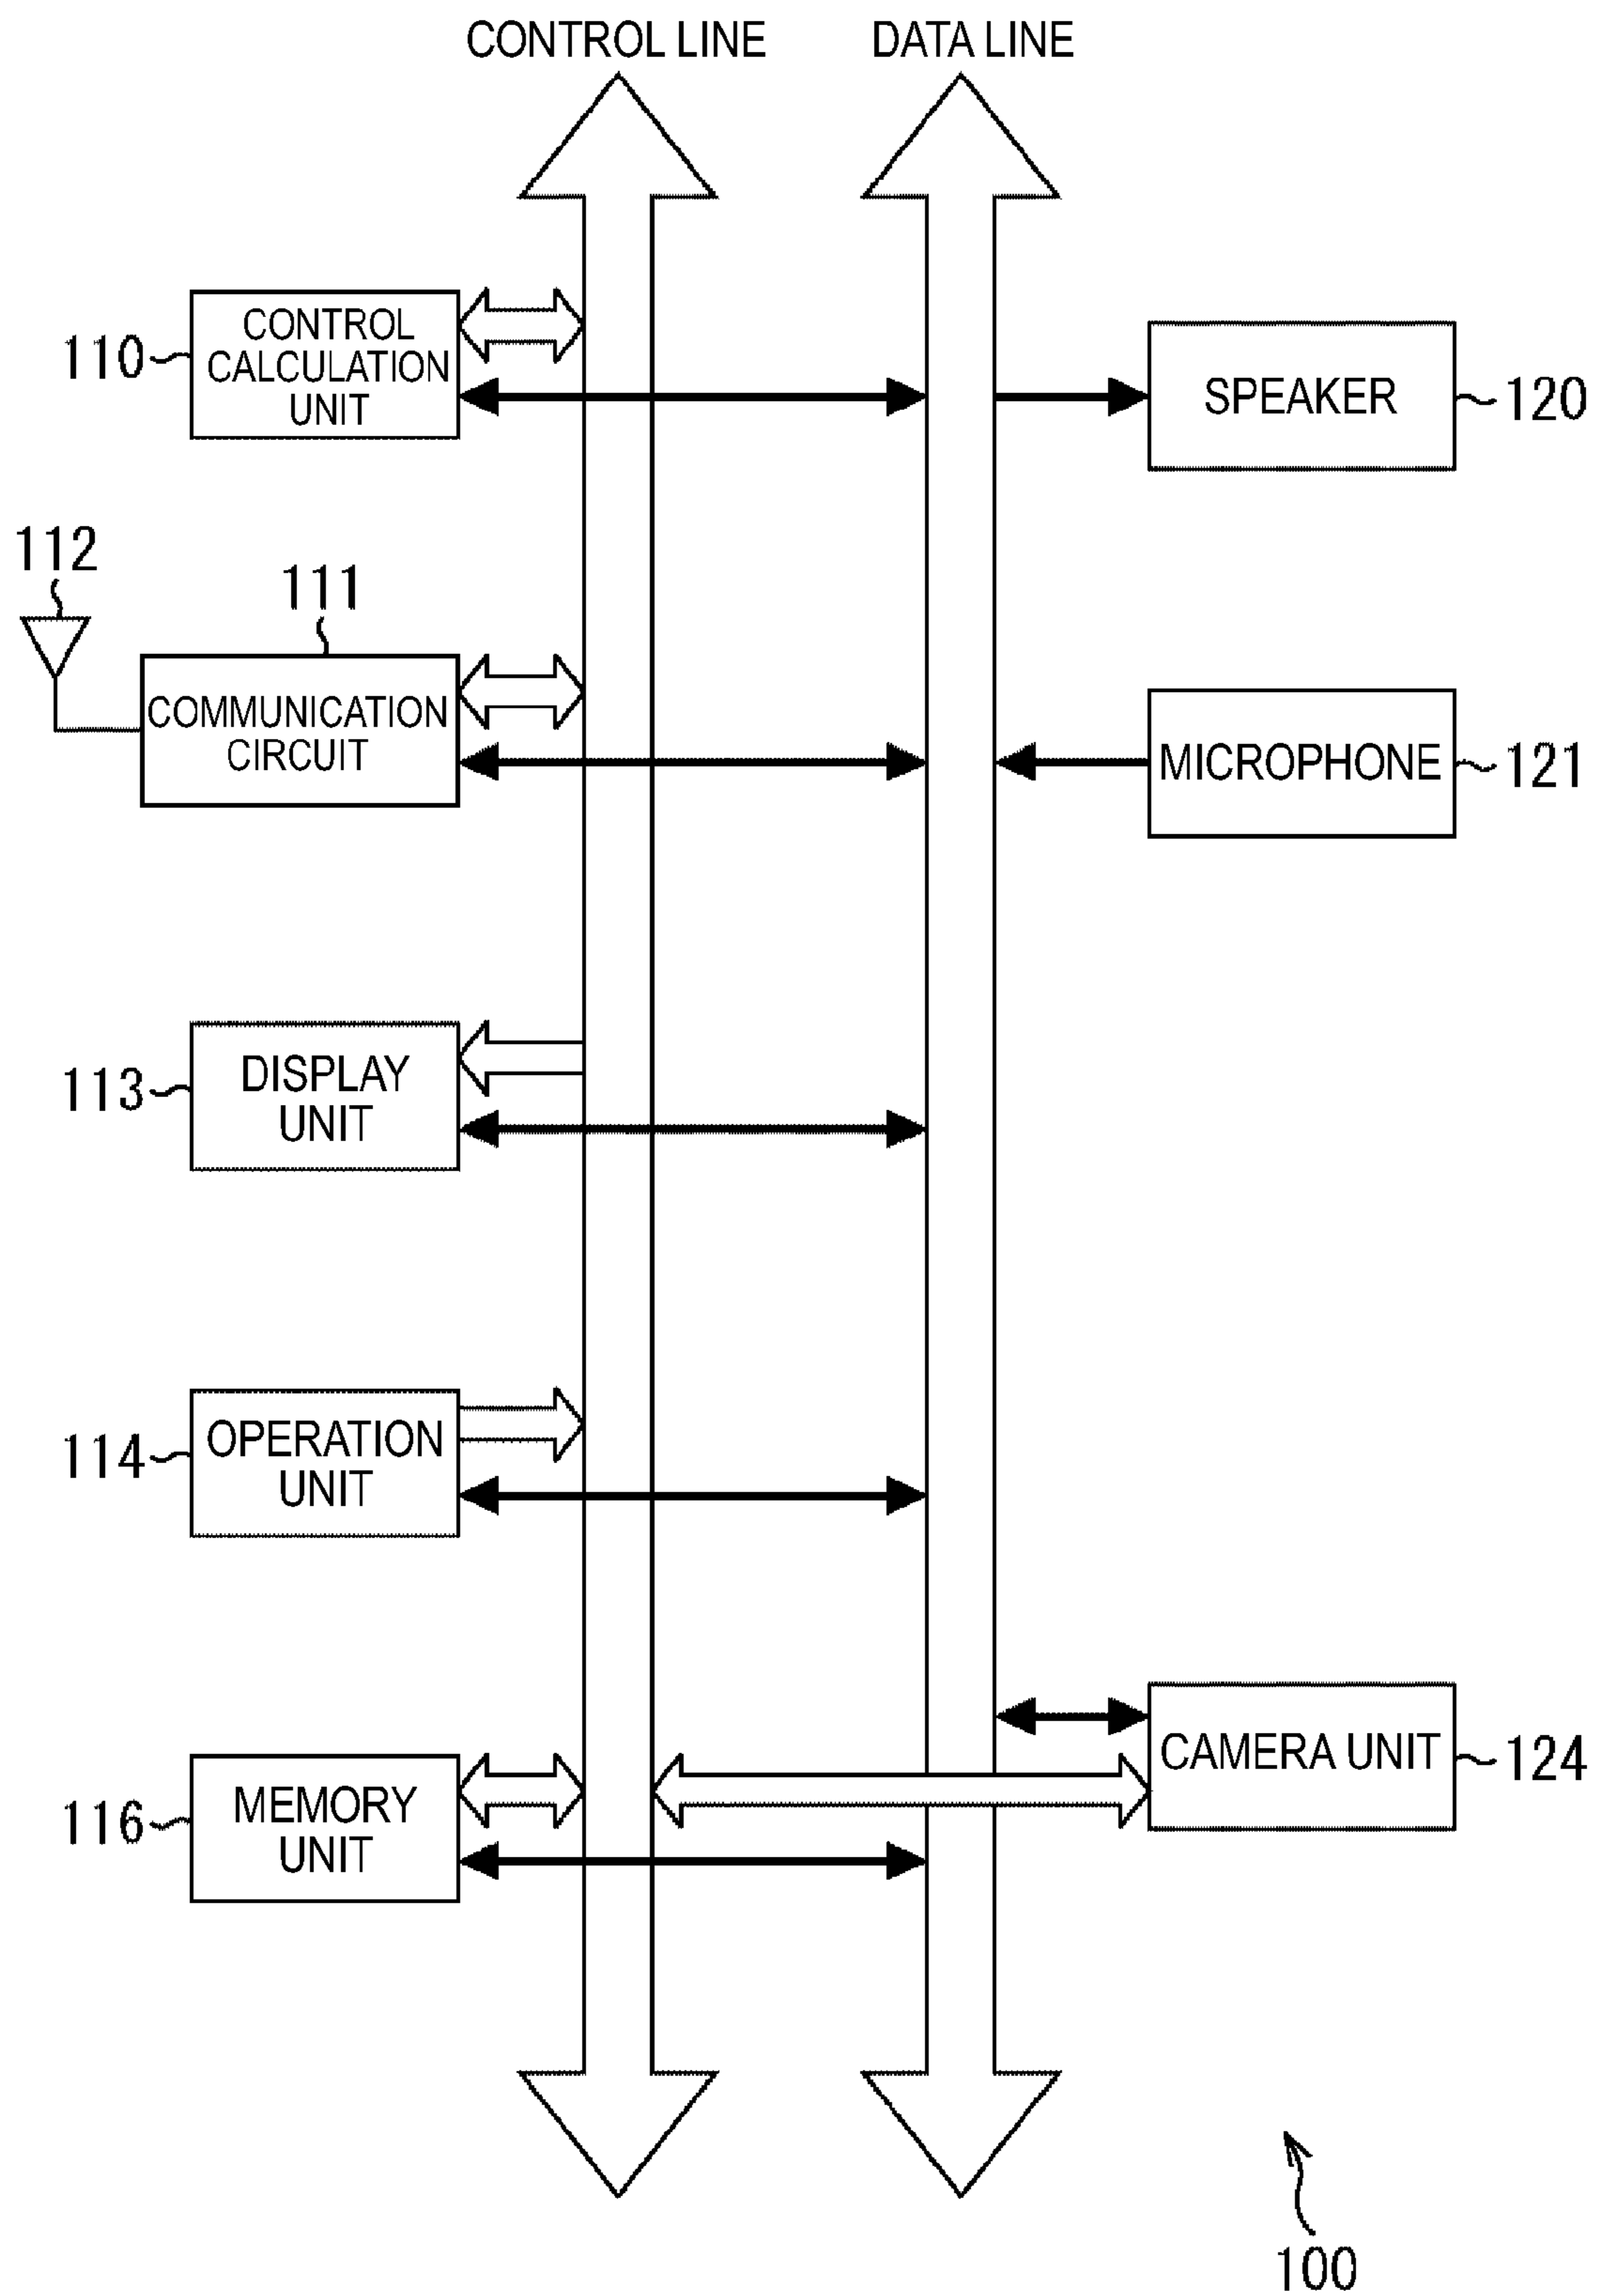 CONTROL LINE
DATA LINE
110
CONTROL
CALCULATION
UNIT
SPEAKER
120
112
111
COMMUNICATION
CIRCUIT
MICROPHONE
121
113
DISPLAY
UNIT
114
OPERATION
UNIT
CAMERA UNIT
124
116
MEMORY
UNIT
100